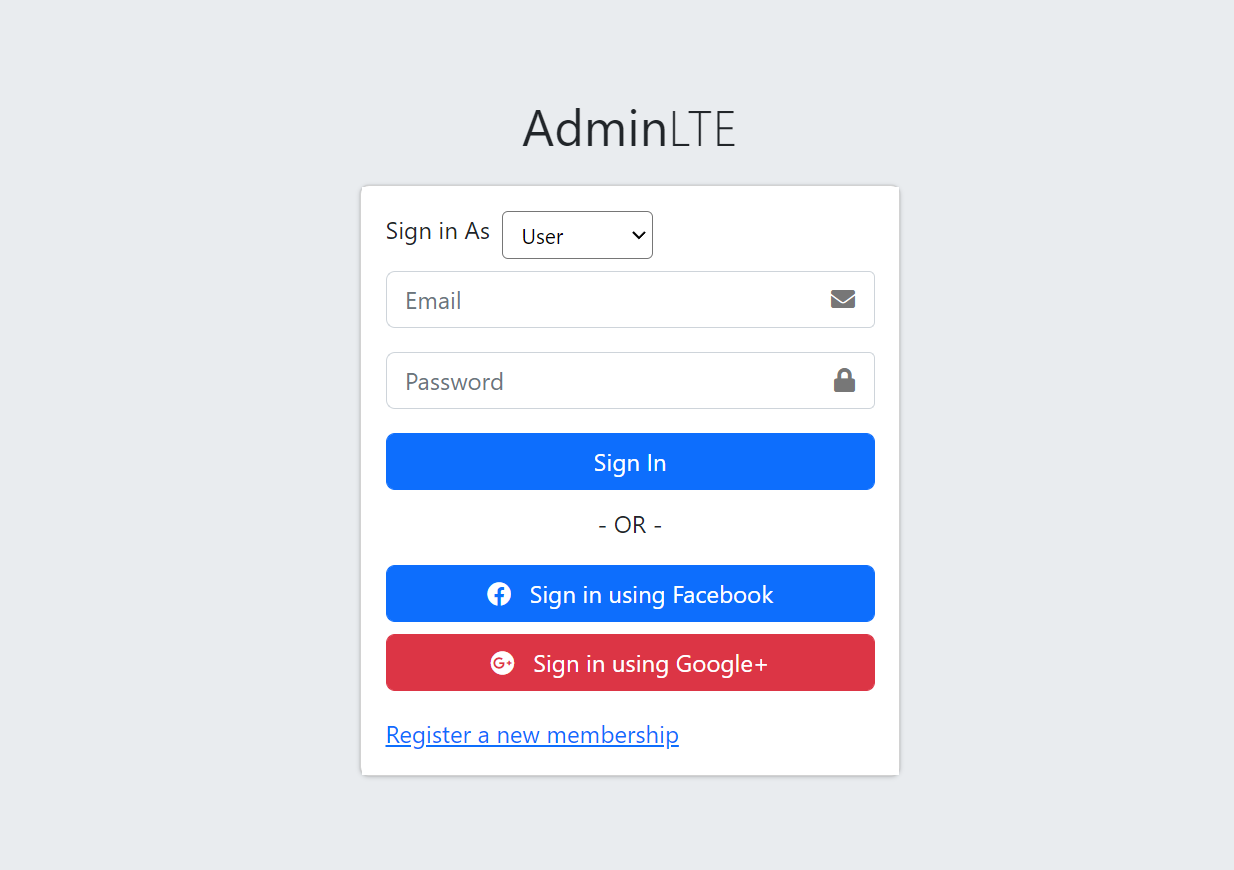 AdminLTE
Sign in As User
Email
Password
Sign In
- OR -
Sign in using Facebook
G+ Sign in using Google+
Register a new membership